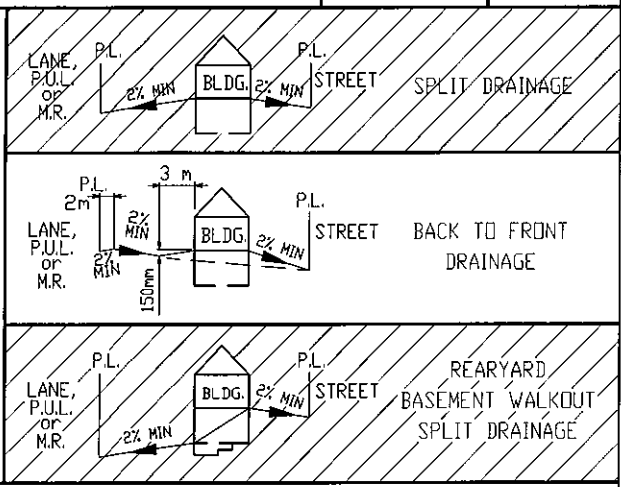 LANE,
P.U.L.
or
M.R.
P.L.
2% MIN
BLDG.
2% MIN
P.L.
STREET
SPLIT DRAINAGE
LANE,
P.U.L.
or
M.R.
P.L.
2m
2% MIN
2% MIN
3 m
150mm
BLDG.
2% MIN
P.L.
STREET
BACK TO FRONT
DRAINAGE
LANE,
P.U.L.
or
M.R.
P.L.
2% MIN
BLDG.
2% MIN
P.L.
STREET
REARYARD
BASEMENT WALKOUT
SPLIT DRAINAGE